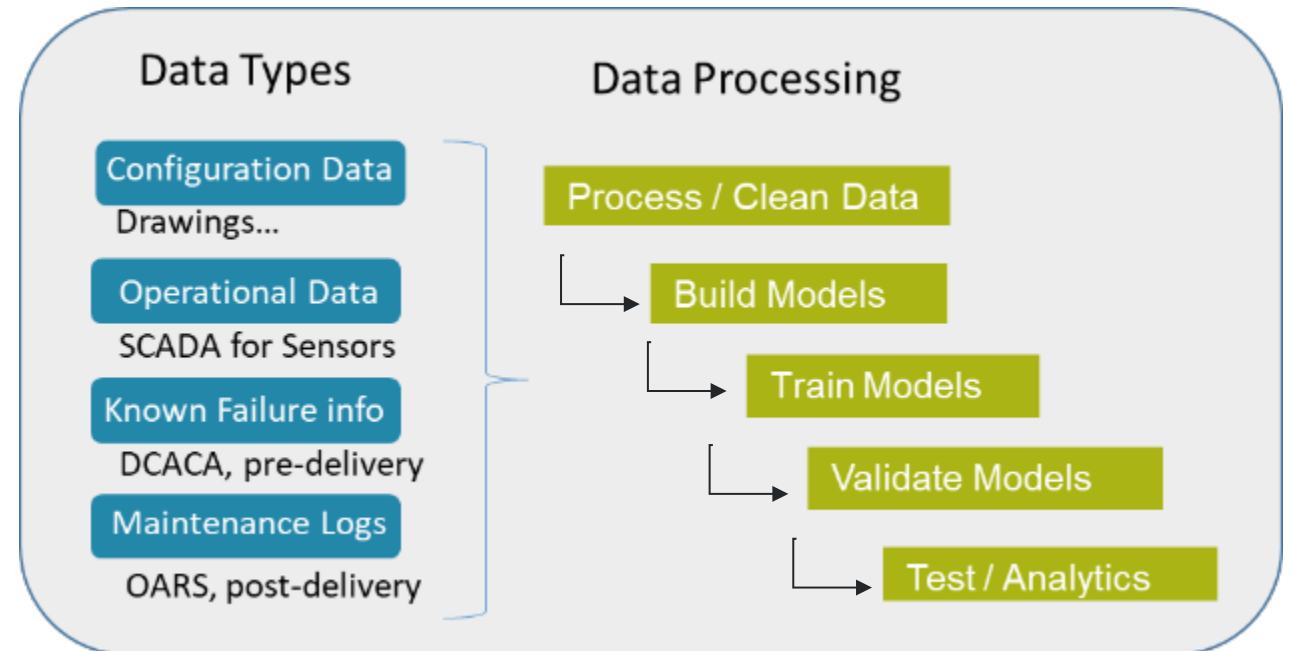 Data Types
Configuration Data
Drawings...
Operational Data
SCADA for Sensors
Known Failure info
DCACA, pre-delivery
Maintenance Logs
OARS, post-delivery
Data Processing
Process / Clean Data
Build Models
Train Models
Validate Models
Test / Analytics